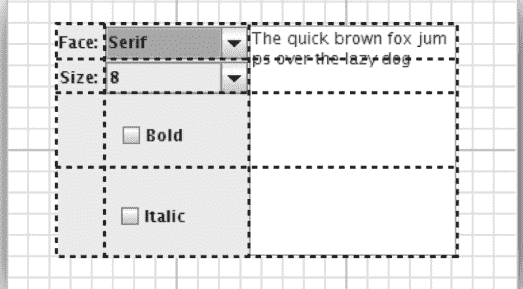 Face: Serif
The quick brown fox jum
ps over the lazy dog
Size: 8
Bold
Italic